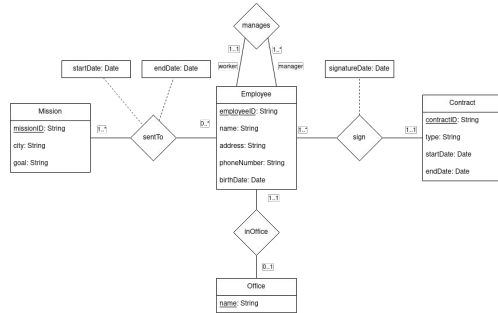 manages
1..1
1..*
worker
manager
startDate: Date
endDate: Date
signatureDate: Date
Employee
employeeID: String
name: String
address: String
phoneNumber: String
birthDate: Date
Mission
missionID: String
city: String
goal: String
1..*
sentTo
0..*
1..*
sign
1..1
Contract
contractID: String
type: String
startDate: Date
endDate: Date
1..1
inOffice
0..1
Office
name: String